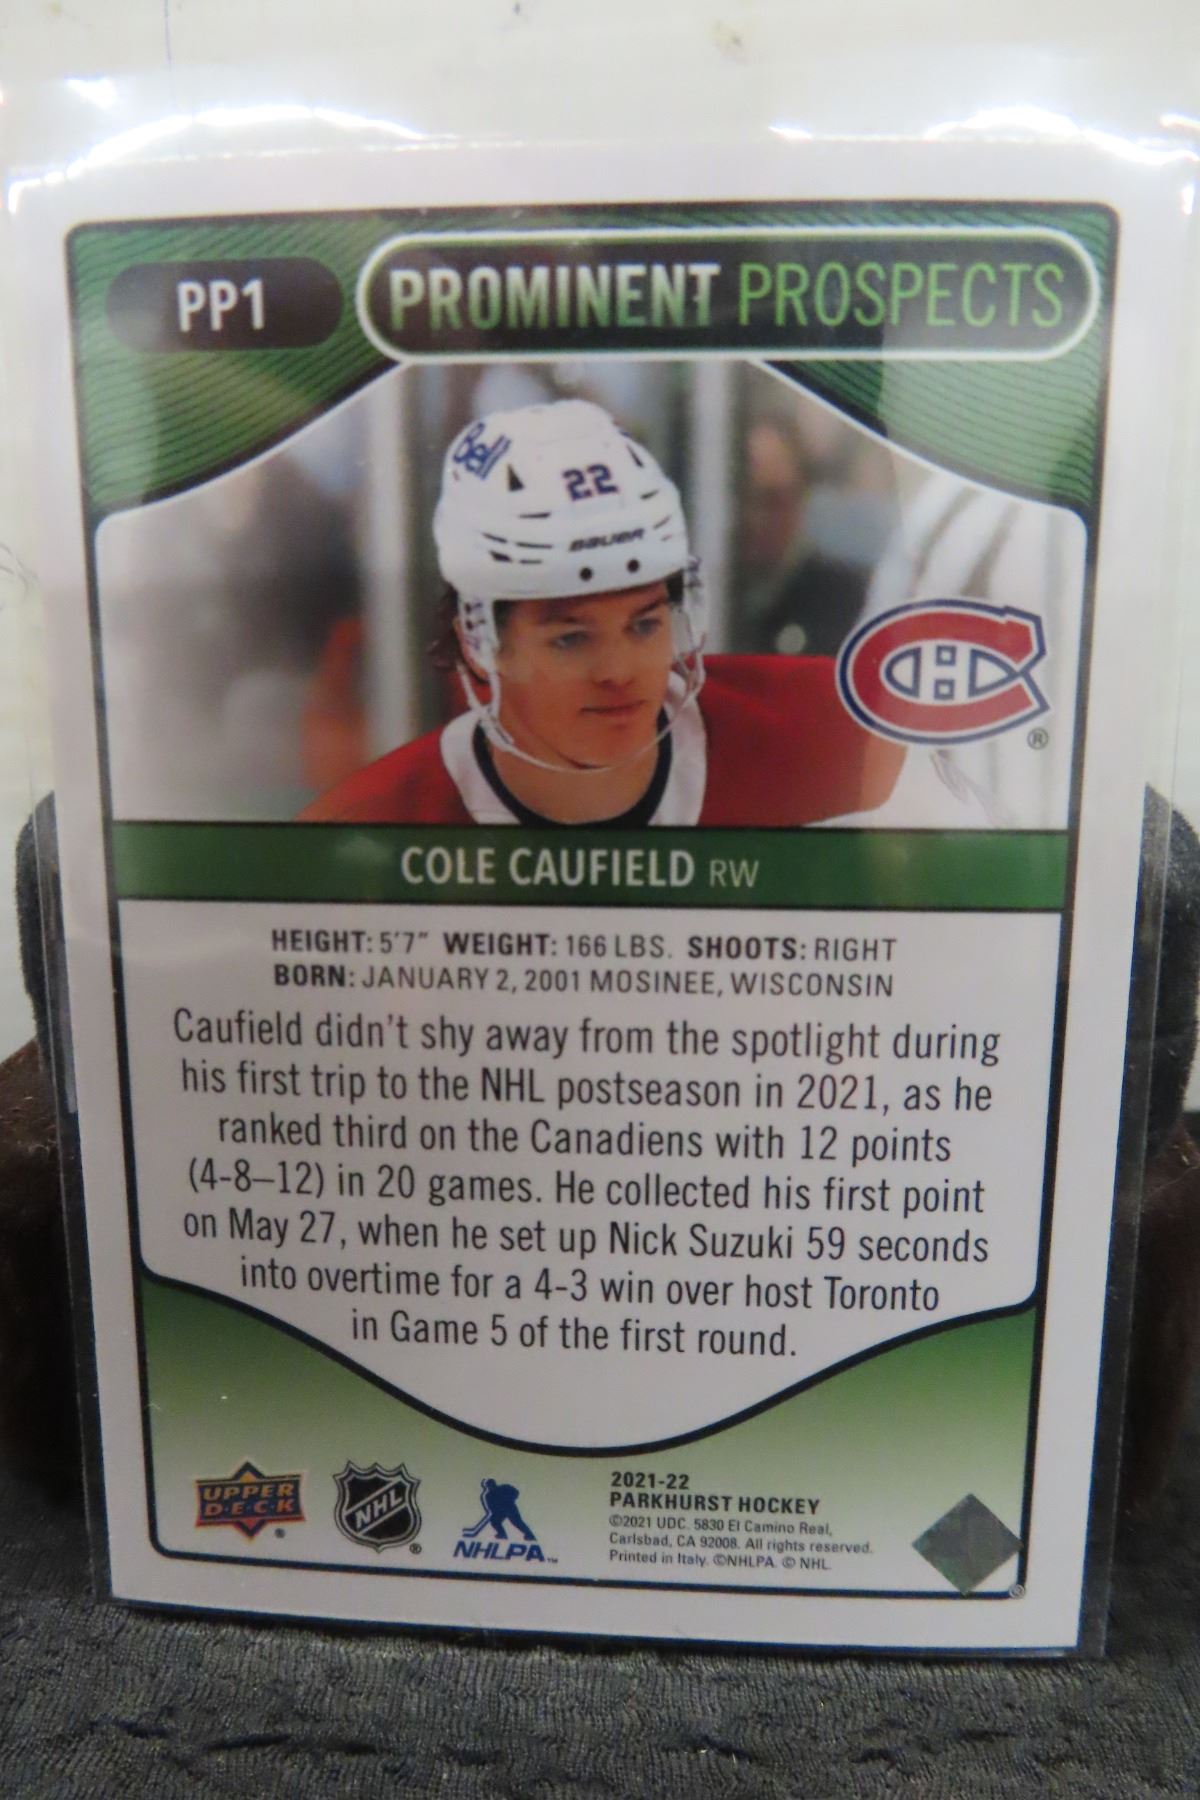 PP1
PROMINENT PROSPECTS
Bell
22
BAUER
CH
®
COLE CAUFIELD RW
HEIGHT: 5'7" WEIGHT: 166 LBS. SHOOTS: RIGHT
BORN: JANUARY 2, 2001 MOSINEE, WISCONSIN
Caufield didn't shy away from the spotlight during
his first trip to the NHL postseason in 2021, as he
ranked third on the Canadiens with 12 points
(4-8–12) in 20 games. He collected his first point
on May 27, when he set up Nick Suzuki 59 seconds
into overtime for a 4-3 win over host Toronto
in Game 5 of the first round.
UPPER
D·E·C·K
®
NHL
®
NHLPA™
2021-22
PARKHURST HOCKEY
©2021 UDC. 5830 El Camino Real,
Carlsbad, CA 92008. All rights reserved.
Printed in Italy. ©NHLPA. © NHL.
®